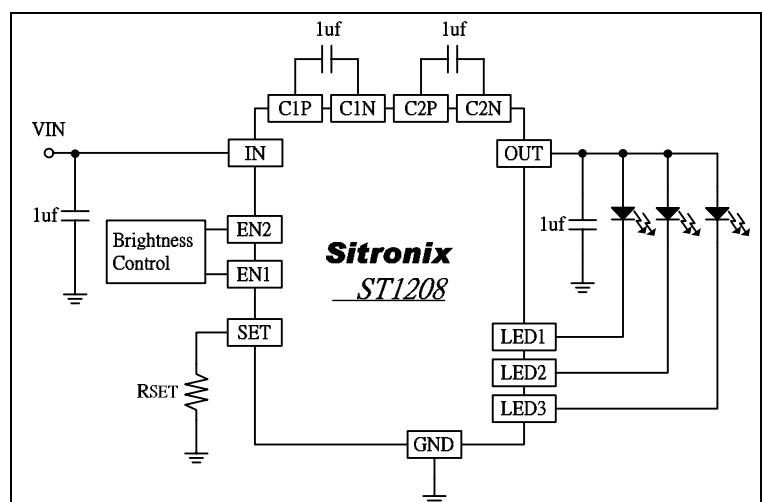 1uf
1uf
C1P
C1N
C2P
C2N
VIN
IN
OUT
1uf
EN2
Brightness
Control
EN1
1uf
Sitronix
ST1208
SET
LED1
RSET
LED2
LED3
GND